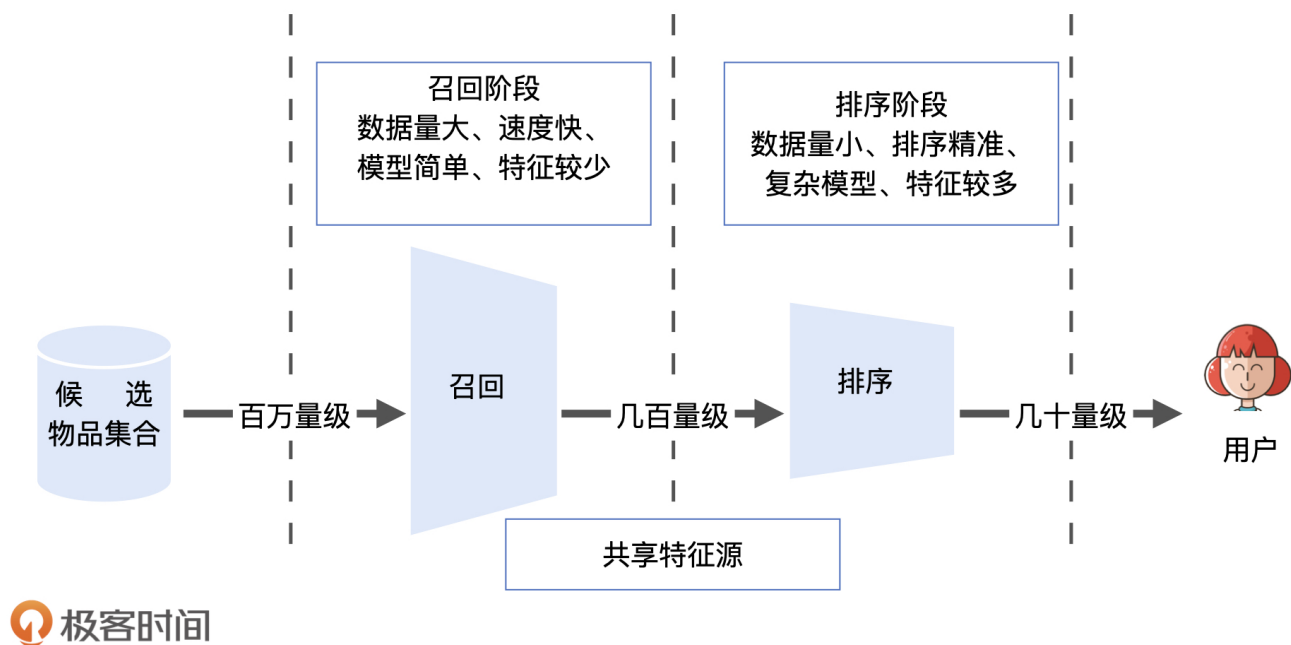 召回阶段
数据量大、速度快、
模型简单、特征较少
排序阶段
数据量小、排序精准、
复杂模型、特征较多
候 选
物品集合
百万量级
召回
几百量级
排序
几十量级
用户
共享特征源
极客时间